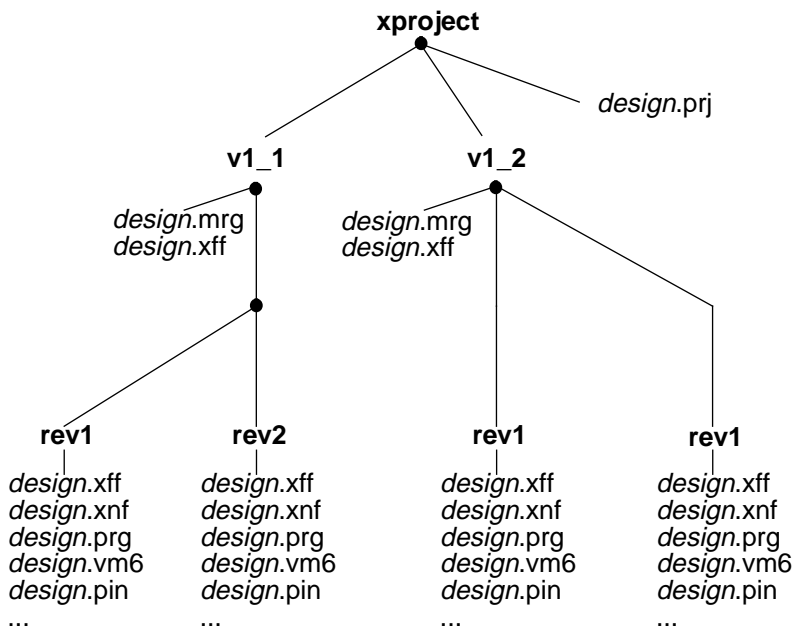 xproject
design.prj
v1_1
v1_2
design.mrg
design.xff
design.mrg
design.xff
rev1
rev2
rev1
rev1
design.xff
design.xnf
design.prg
design.vm6
design.pin
...
design.xff
design.xnf
design.prg
design.vm6
design.pin
...
design.xff
design.xnf
design.prg
design.vm6
design.pin
...
design.xff
design.xnf
design.prg
design.vm6
design.pin
...